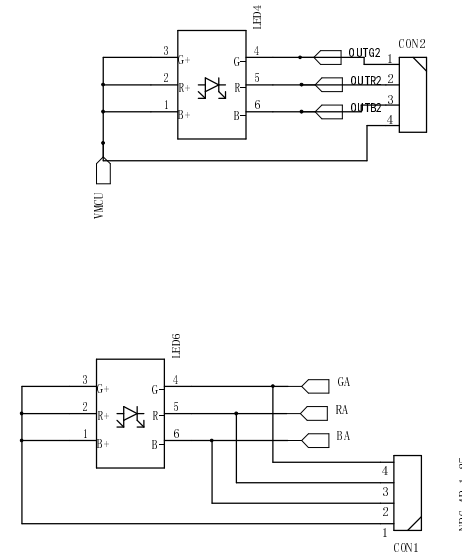 LED4
CON2
3 G+ G- 4 OUTG2 1
2 R+ R- 5 OUTR2 2
1 B+ B- 6 OUTB2 3
4
VMCU
LED6
3 G+ G- 4 GA
2 R+ R- 5 RA
1 B+ B- 6 BA
4
3
2
1
CON1